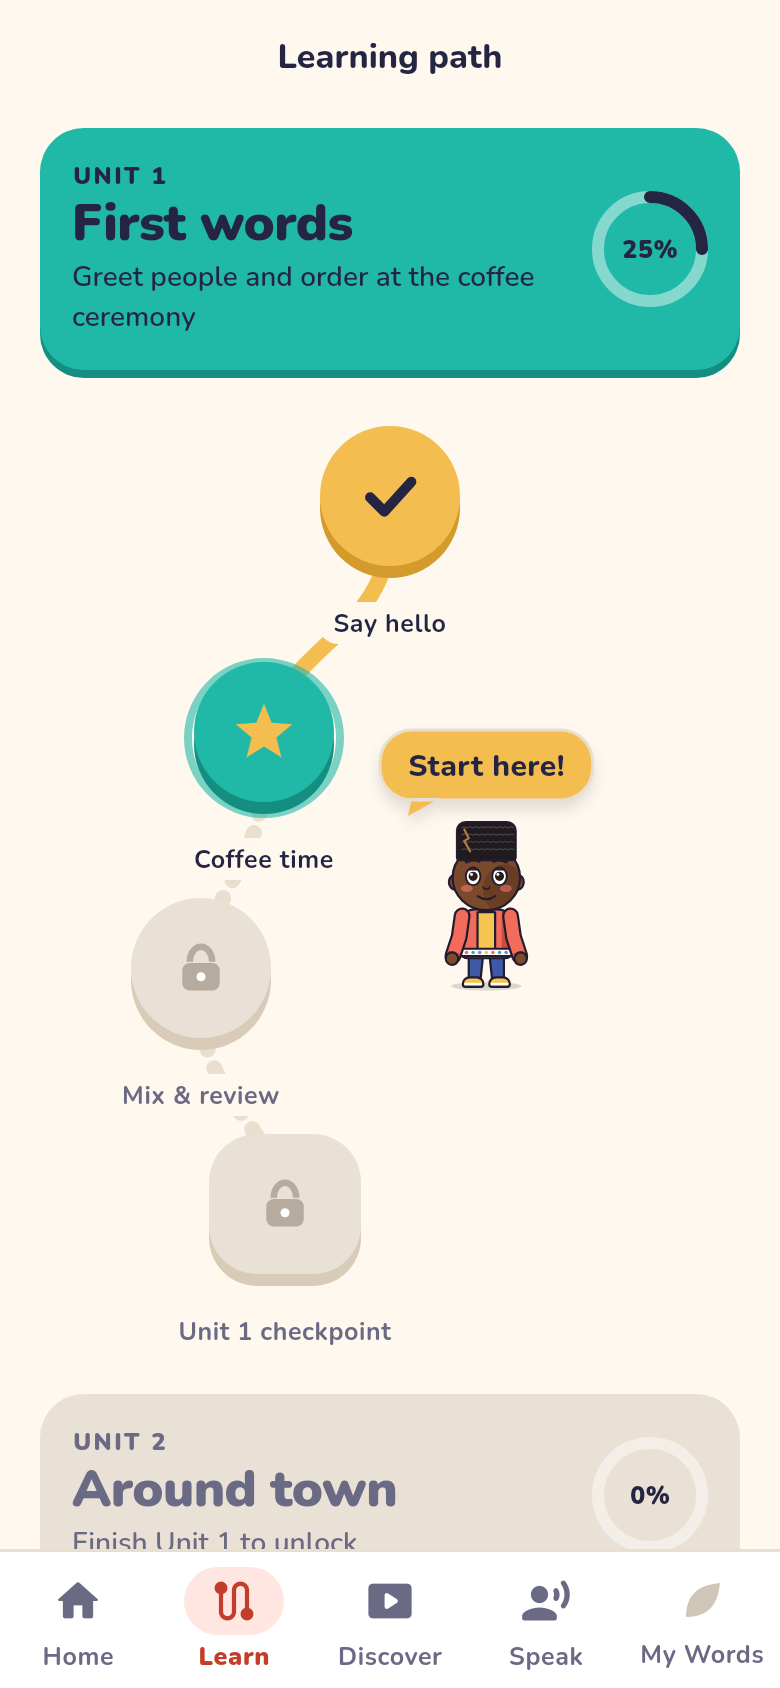 Learning path
UNIT 1
First words
25%
Greet people and order at the coffee
ceremony
Say hello
Start here!
Coffee time
Mix & review
Unit 1 checkpoint
UNIT 2
Around town
0%
Finish Unit 1 to unlock
Home
Learn
Discover
Speak
My Words